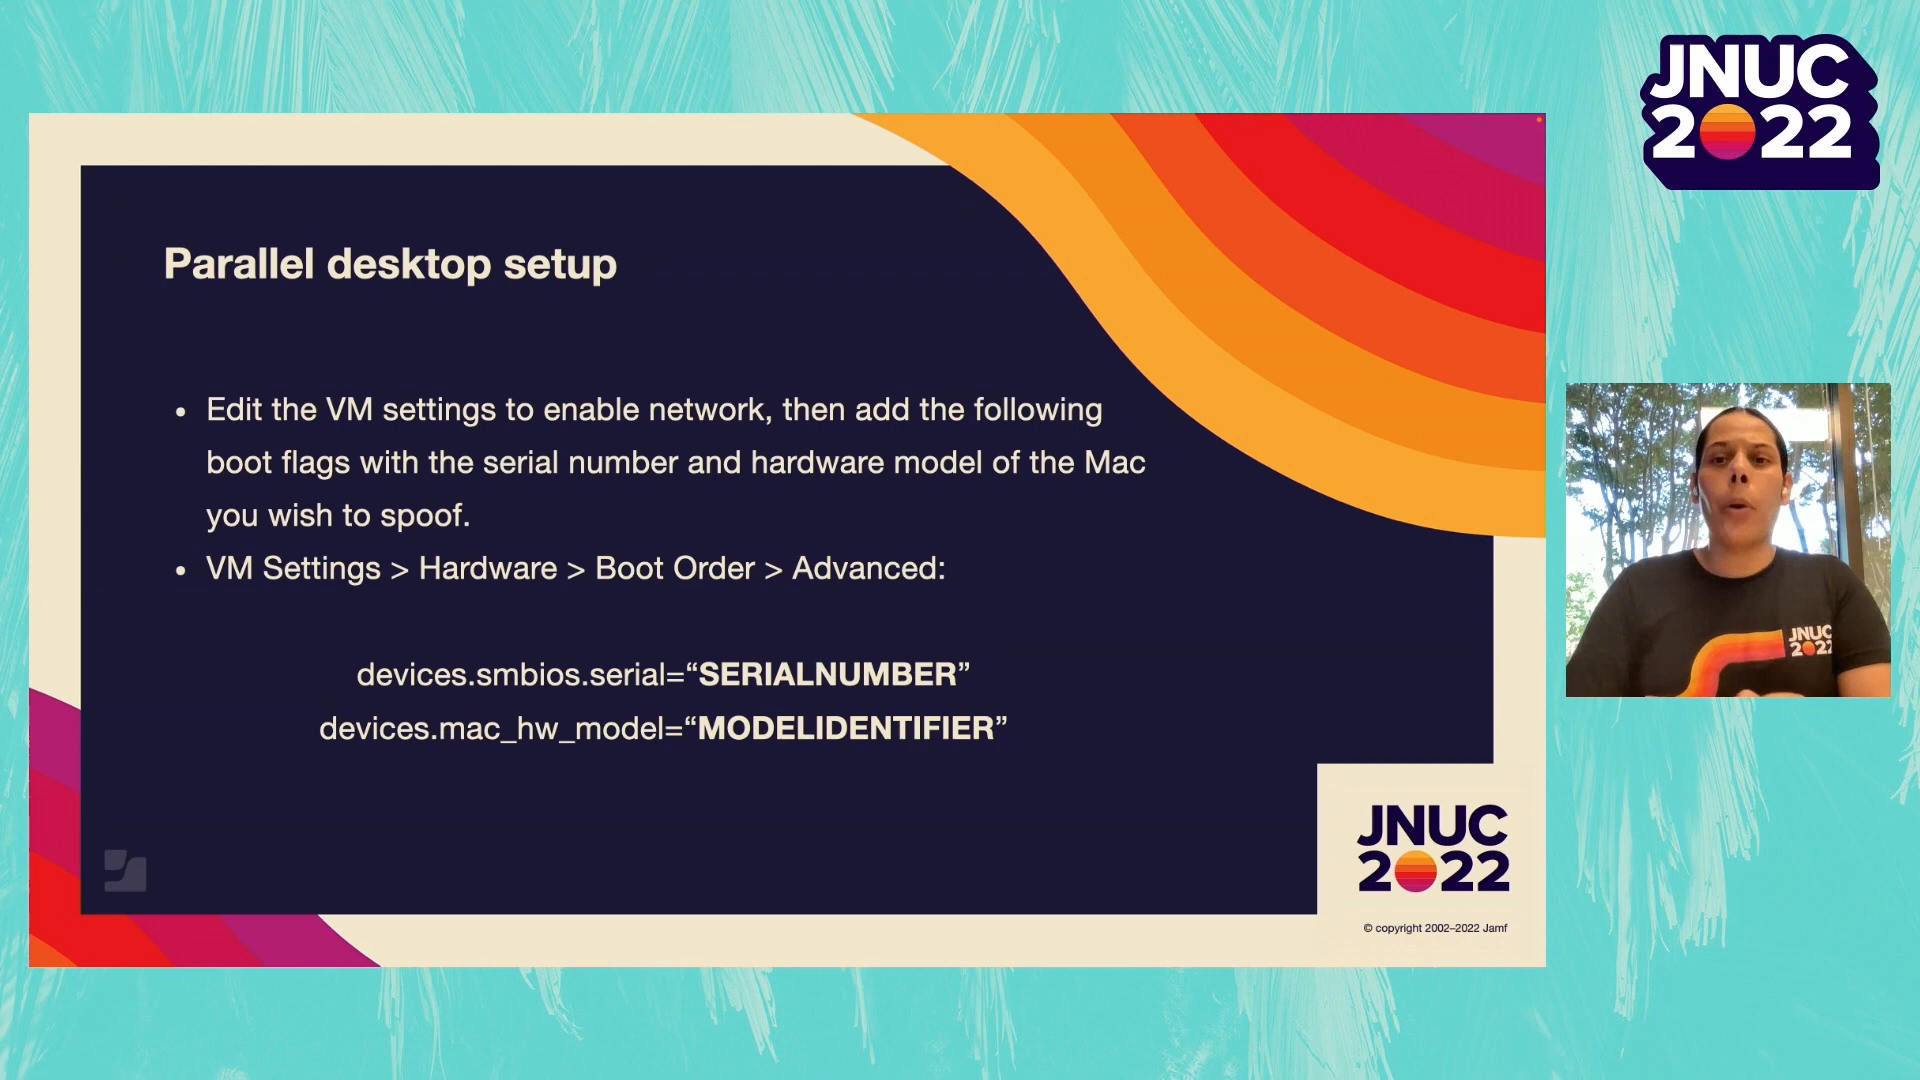 JNUC
2022
Parallel desktop setup
• Edit the VM settings to enable network, then add the following
boot flags with the serial number and hardware model of the Mac
you wish to spoof.
• VM Settings > Hardware > Boot Order > Advanced:
devices.smbios.serial=“SERIALNUMBER”
devices.mac_hw_model=“MODELIDENTIFIER”
JNUC
2022
JNUC
2022
© copyright 2002–2022 Jamf